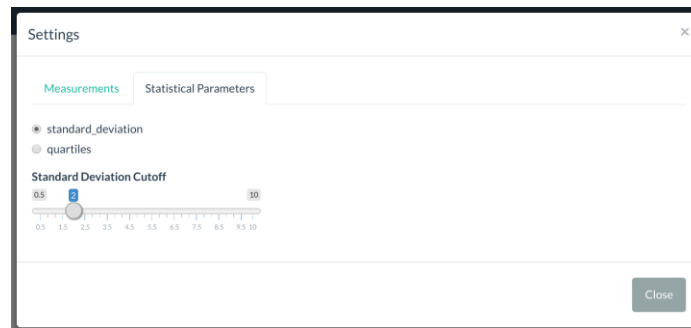 Settings ×
Measurements Statistical Parameters
standard_deviation
quartiles
Standard Deviation Cutoff
0.5 2 10
0.5 1.5 2.5 3.5 4.5 5.5 6.5 7.5 8.5 9.5 10
Close